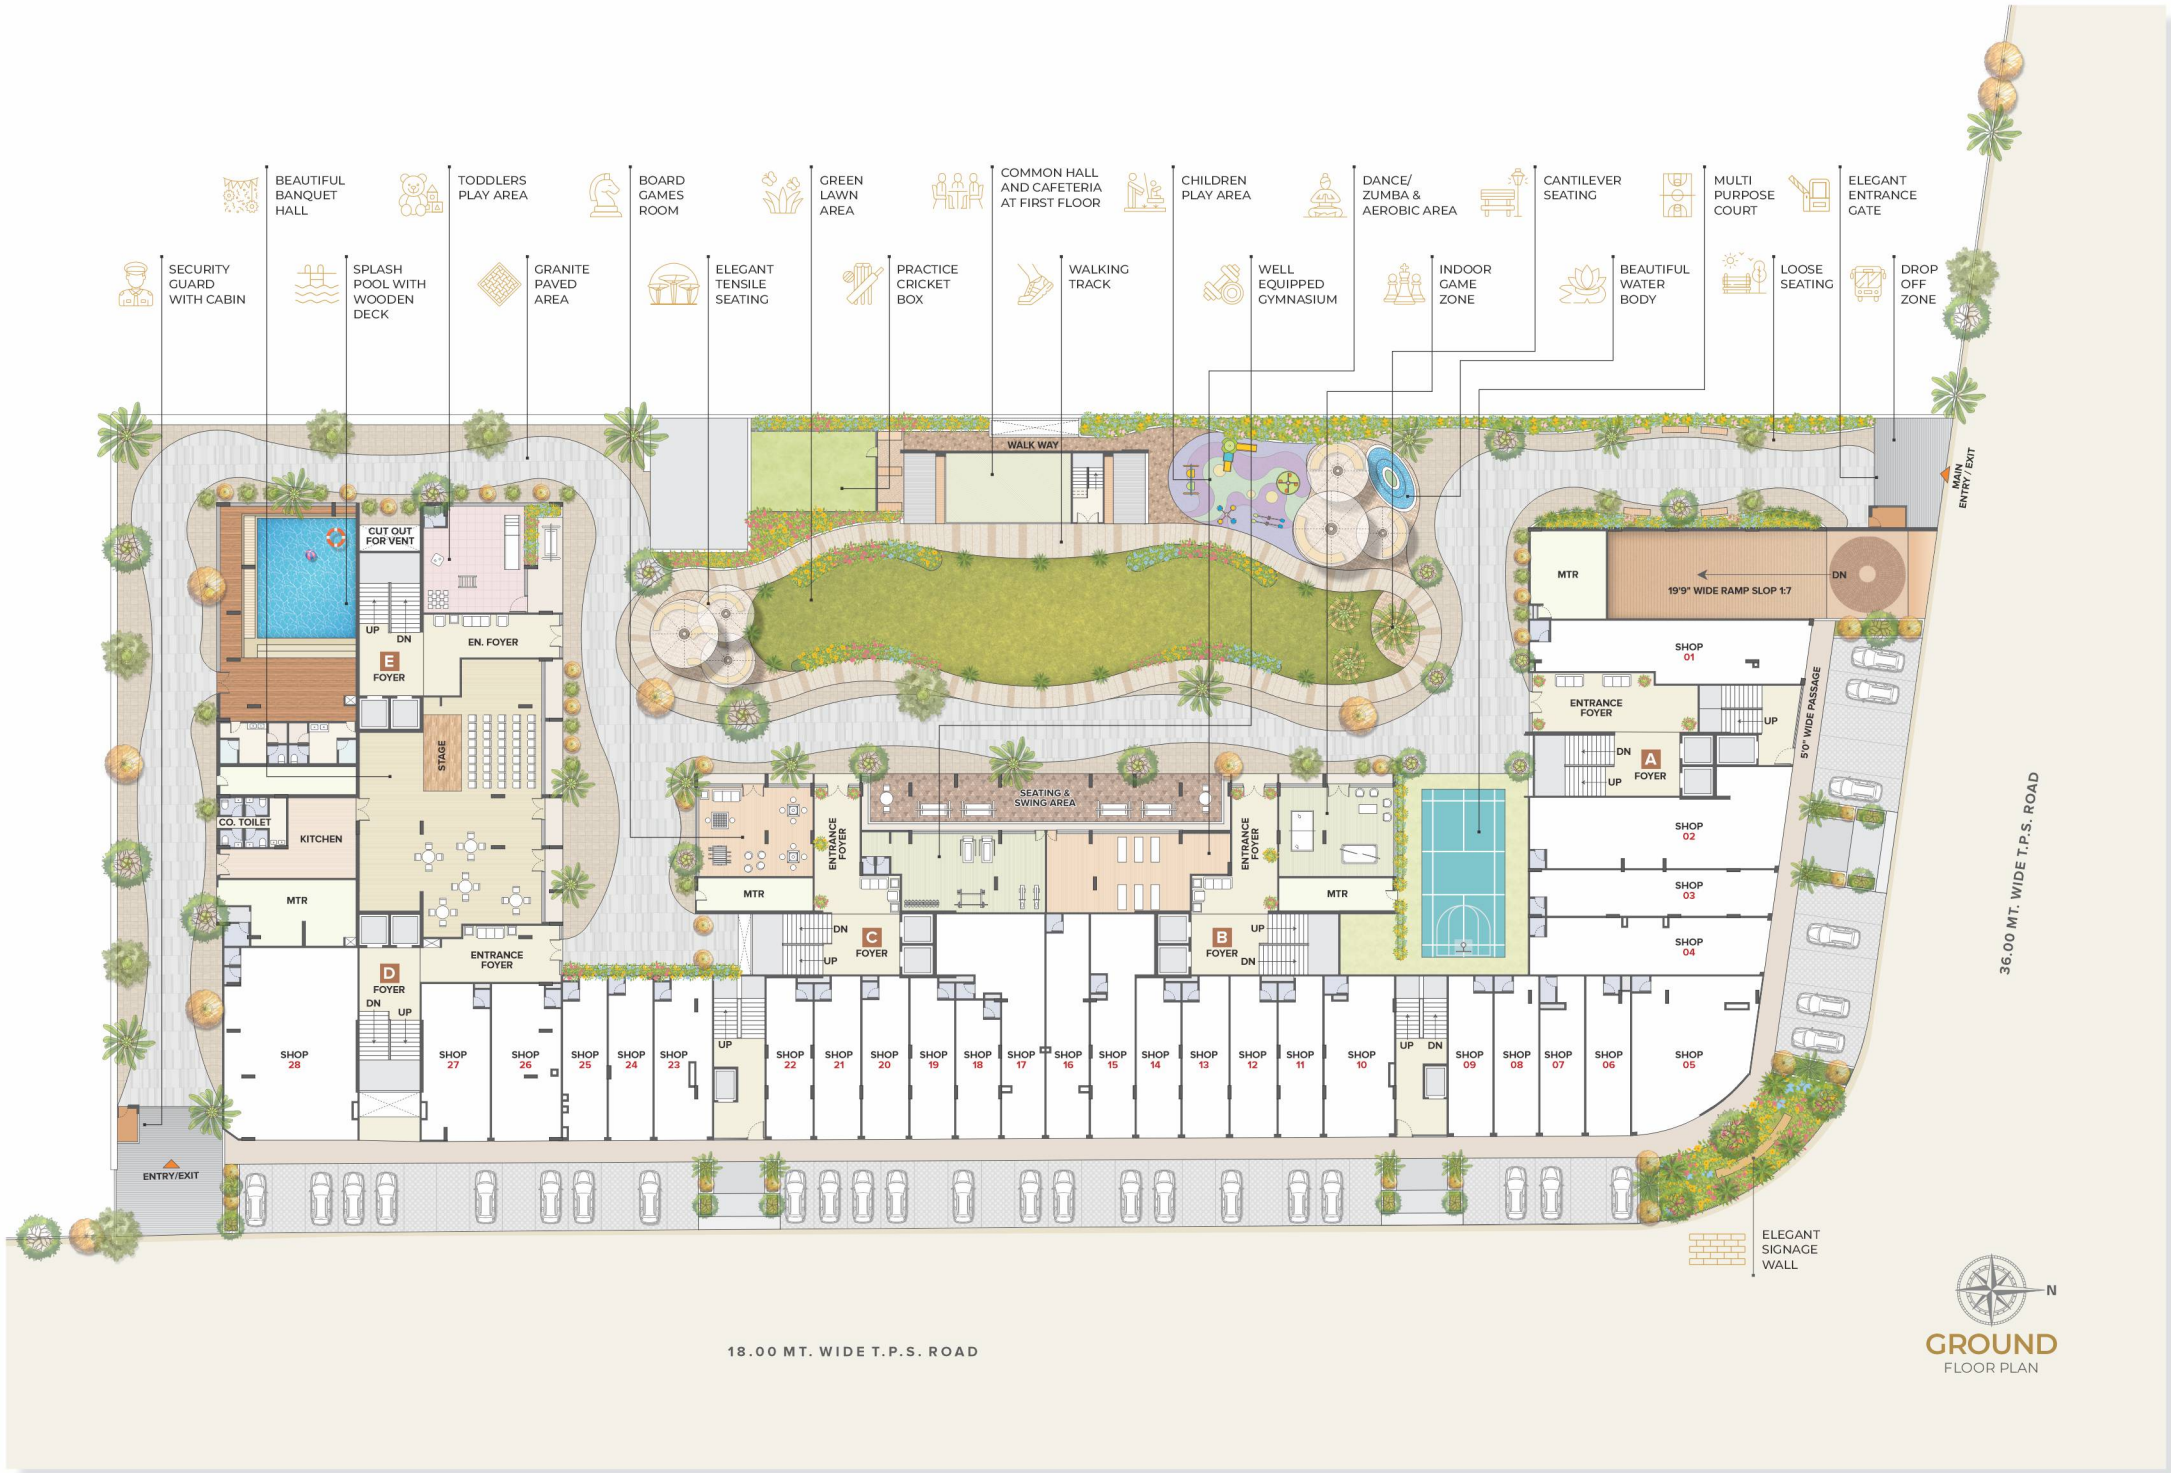 BEAUTIFUL
BANQUET
HALL
TODDLERS
PLAY AREA
BOARD
GAMES
ROOM
GREEN
LAWN
AREA
COMMON HALL
AND CAFETERIA
AT FIRST FLOOR
CHILDREN
PLAY AREA
DANCE/
ZUMBA &
AEROBIC AREA
CANTILEVER
SEATING
MULTI
PURPOSE
COURT
ELEGANT
ENTRANCE
GATE
SECURITY
GUARD
WITH CABIN
SPLASH
POOL WITH
WOODEN
DECK
GRANITE
PAVED
AREA
ELEGANT
TENSILE
SEATING
PRACTICE
CRICKET
BOX
WALKING
TRACK
WELL
EQUIPPED
GYMNASIUM
INDOOR
GAME
ZONE
BEAUTIFUL
WATER
BODY
LOOSE
SEATING
DROP
OFF
ZONE
WALK WAY
MAIN
ENTRY / EXIT
CUT OUT
FOR VENT
UP
DN
EN. FOYER
E
FOYER
MTR
19'9" WIDE RAMP SLOP 1:7
DN
SHOP
01
ENTRANCE
FOYER
UP
5'0" WIDE PASSAGE
DN
UP
A
FOYER
STAGE
SEATING &
SWING AREA
CO. TOILET
KITCHEN
ENTRANCE
FOYER
ENTRANCE
FOYER
SHOP
02
MTR
MTR
MTR
SHOP
03
SHOP
04
36.00 MT. WIDE T.P.S. ROAD
ENTRANCE
FOYER
D
FOYER
DN
UP
DN
UP
C
FOYER
B
FOYER
UP
DN
SHOP
28
SHOP
27
SHOP
26
SHOP
25
SHOP
24
SHOP
23
UP
SHOP
22
SHOP
21
SHOP
20
SHOP
19
SHOP
18
SHOP
17
SHOP
16
SHOP
15
SHOP
14
SHOP
13
SHOP
12
SHOP
11
SHOP
10
UP DN
SHOP
09
SHOP
08
SHOP
07
SHOP
06
SHOP
05
ENTRY/EXIT
ELEGANT
SIGNAGE
WALL
N
GROUND
FLOOR PLAN
18.00 MT. WIDE T.P.S. ROAD